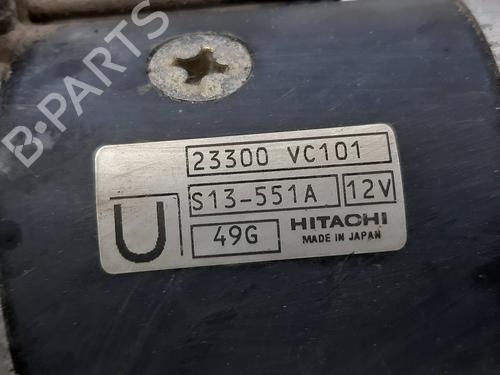 B-PARTS
23300 VC101
S13-551A 12V
U
49G HITACHI
MADE IN JAPAN